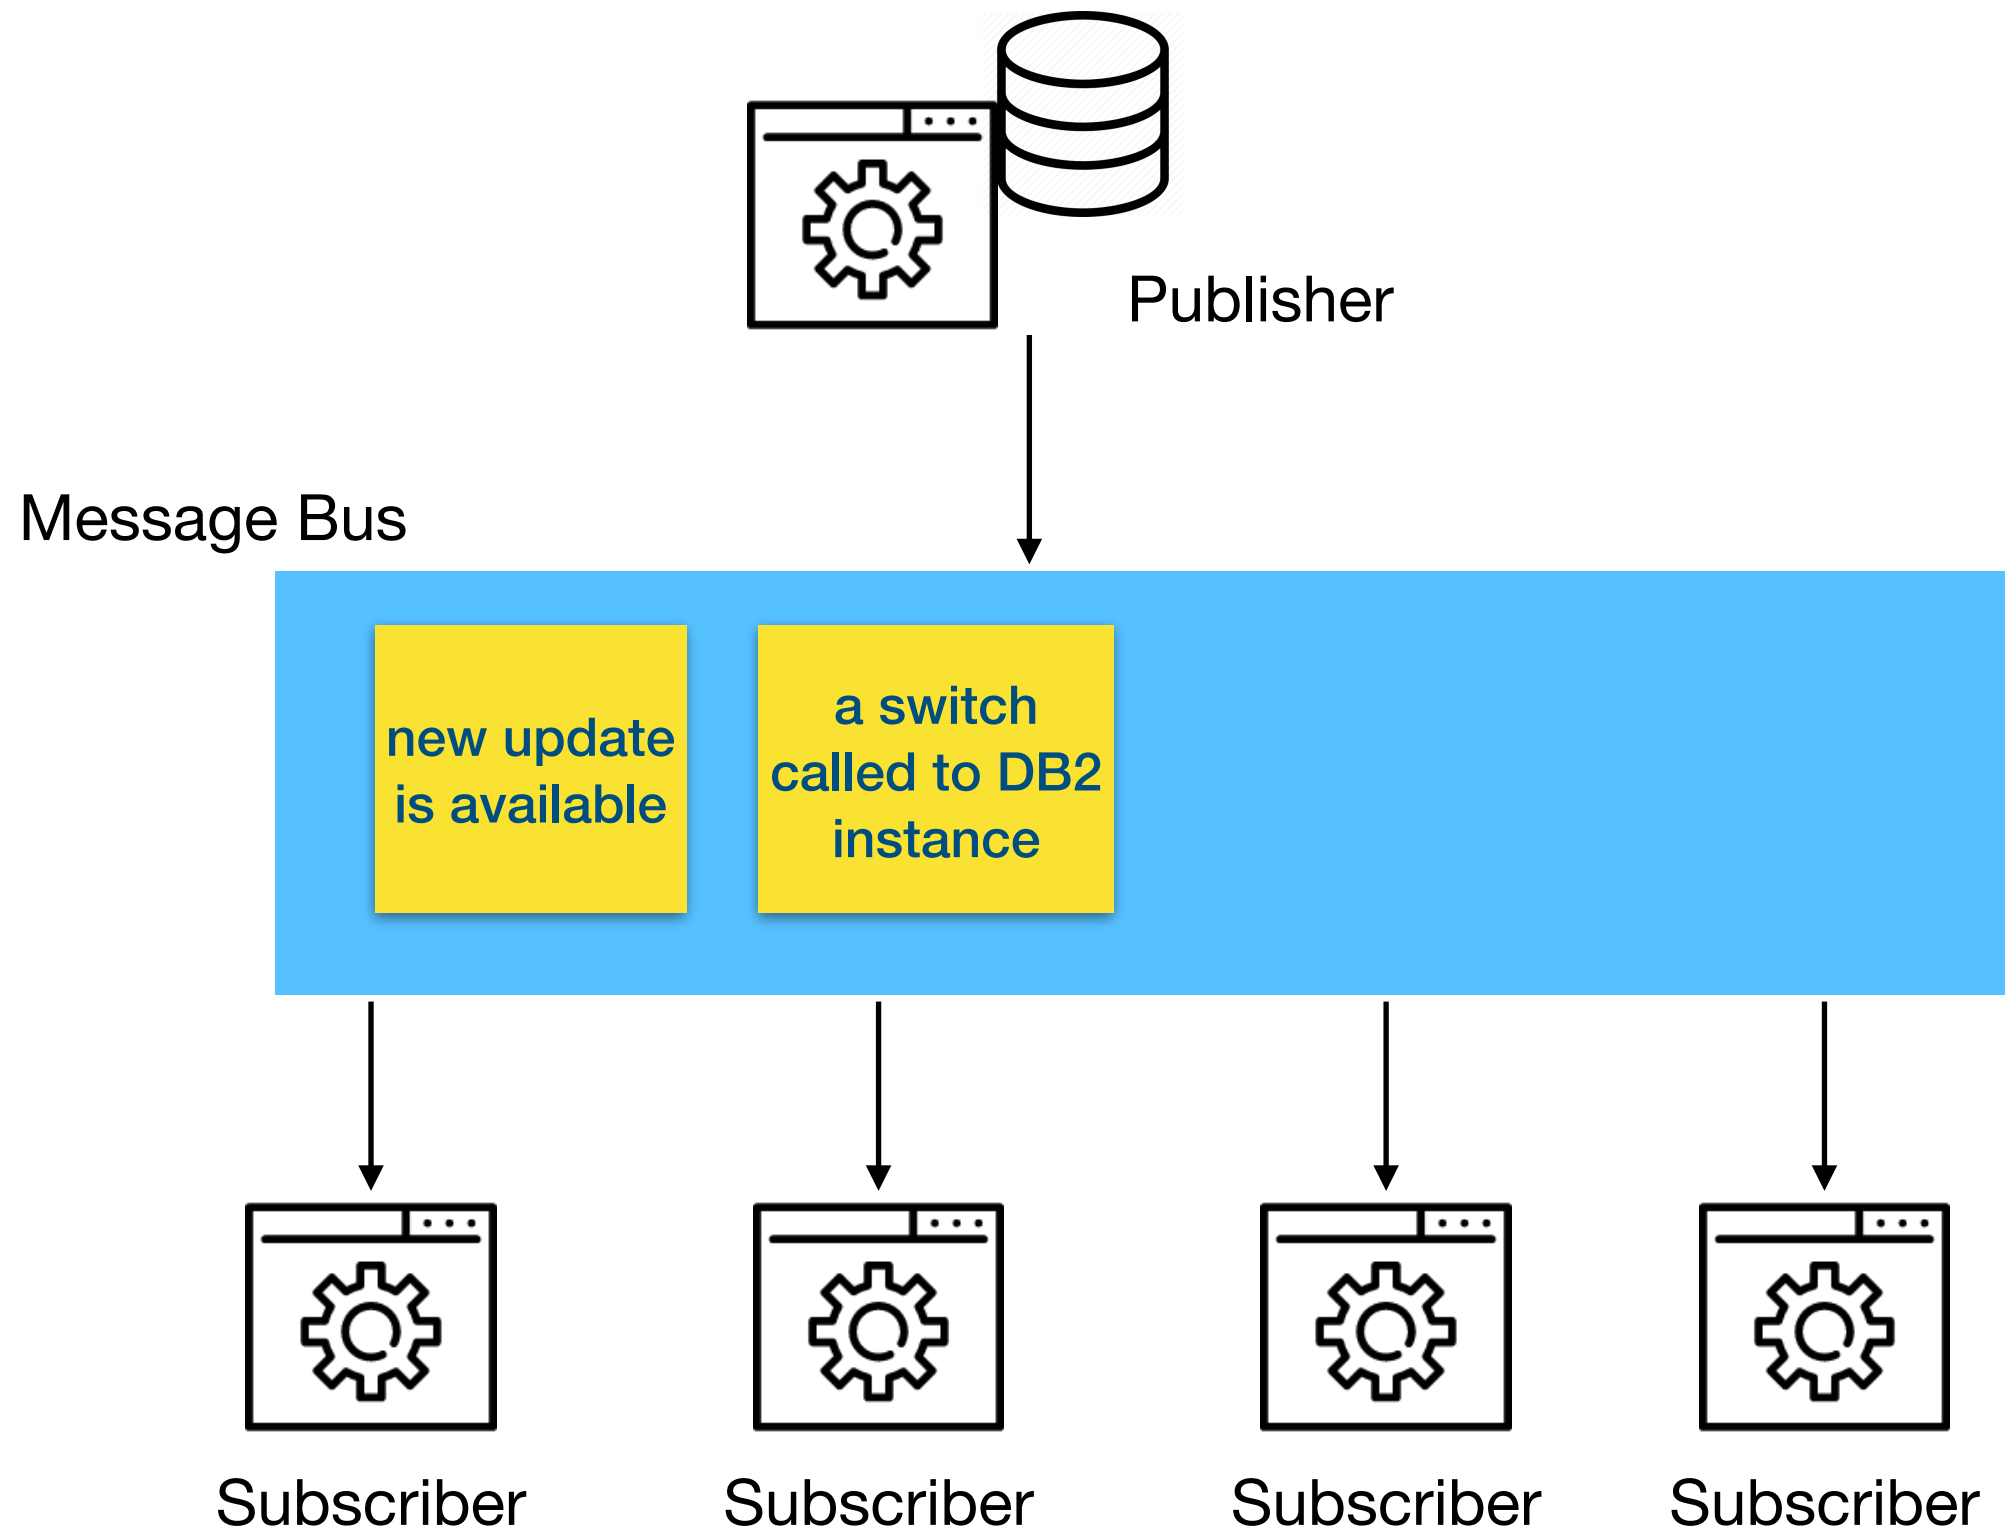 Publisher
Message Bus
new update
is available
a switch
called to DB2
instance
Subscriber
Subscriber
Subscriber
Subscriber